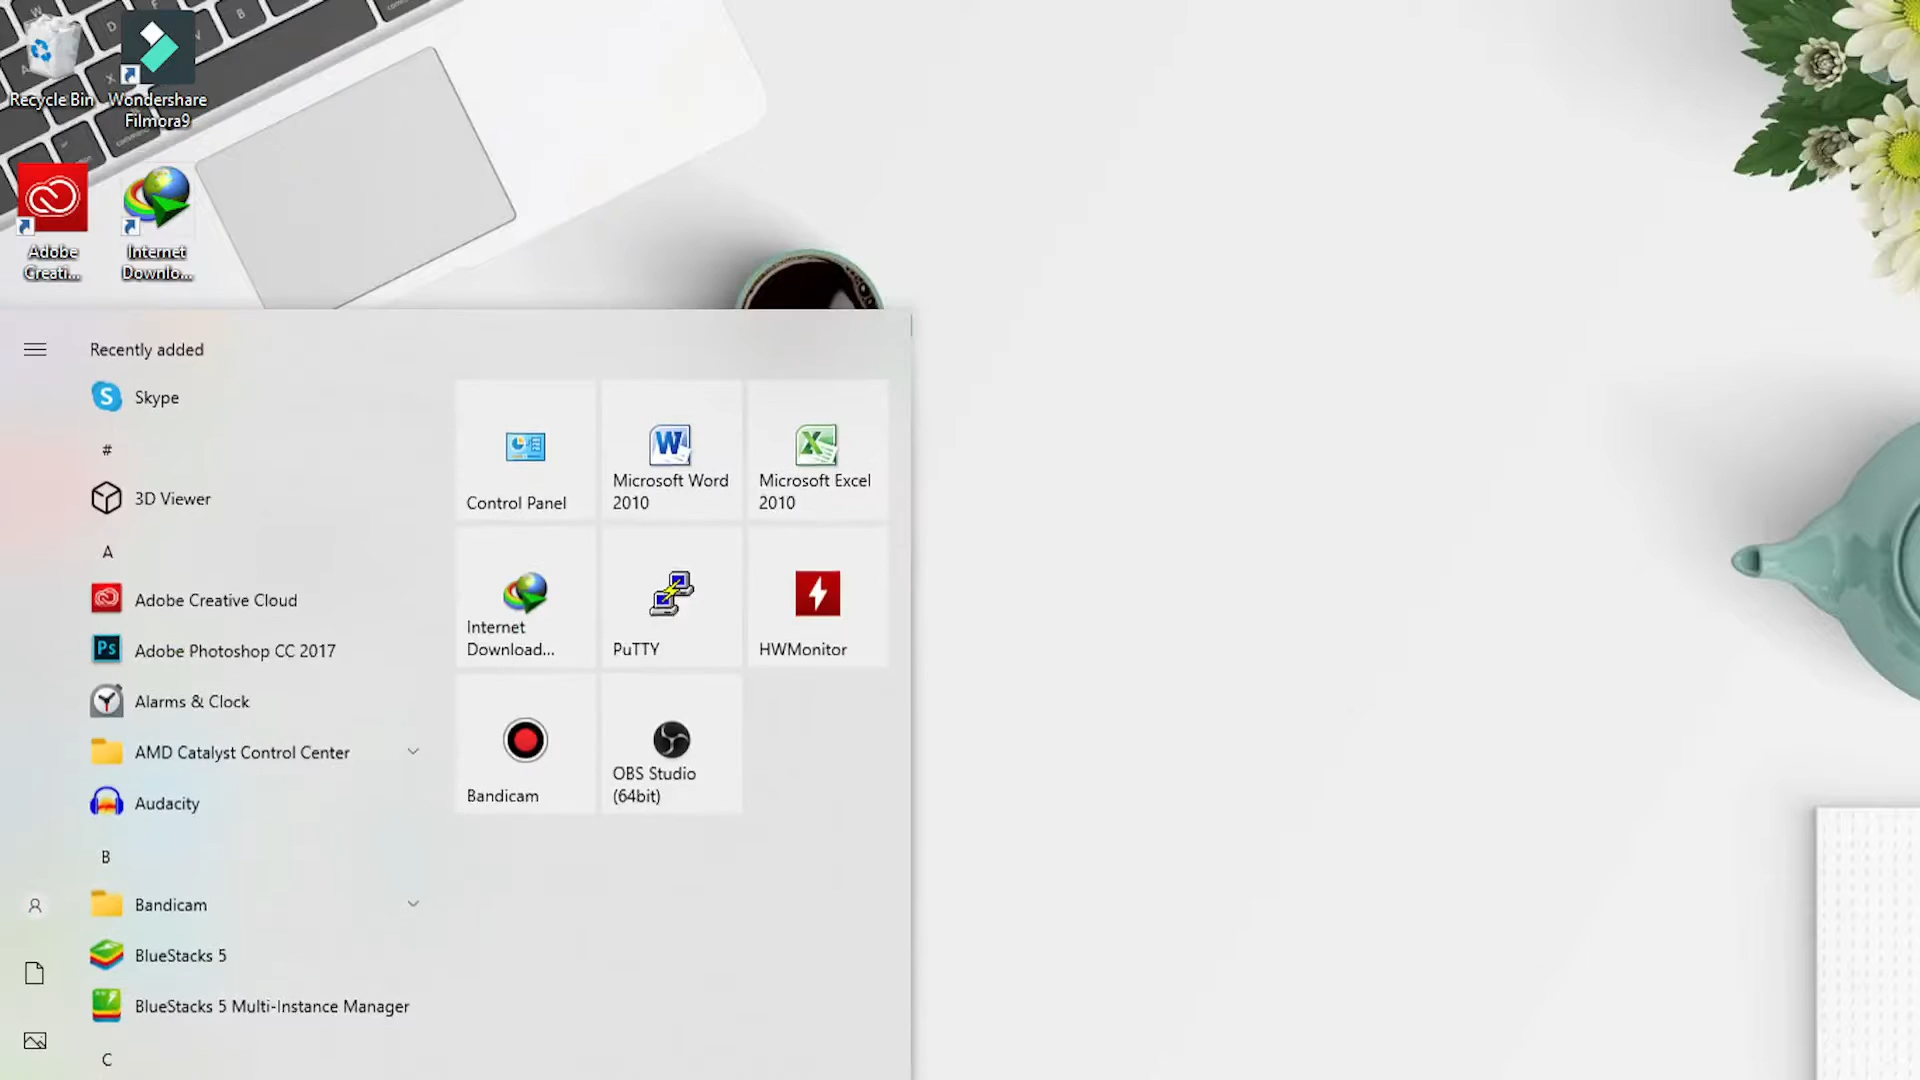 Recycle Bin
Wondershare
Filmora9
Adobe
Creati...
Internet
Downlo...
Recently added
Skype
#
3D Viewer
A
Adobe Creative Cloud
Adobe Photoshop CC 2017
Alarms & Clock
AMD Catalyst Control Center
Audacity
B
Bandicam
BlueStacks 5
BlueStacks 5 Multi-Instance Manager
C
Control Panel
Microsoft Word
2010
Microsoft Excel
2010
Internet
Download...
PuTTY
HWMonitor
Bandicam
OBS Studio
(64bit)